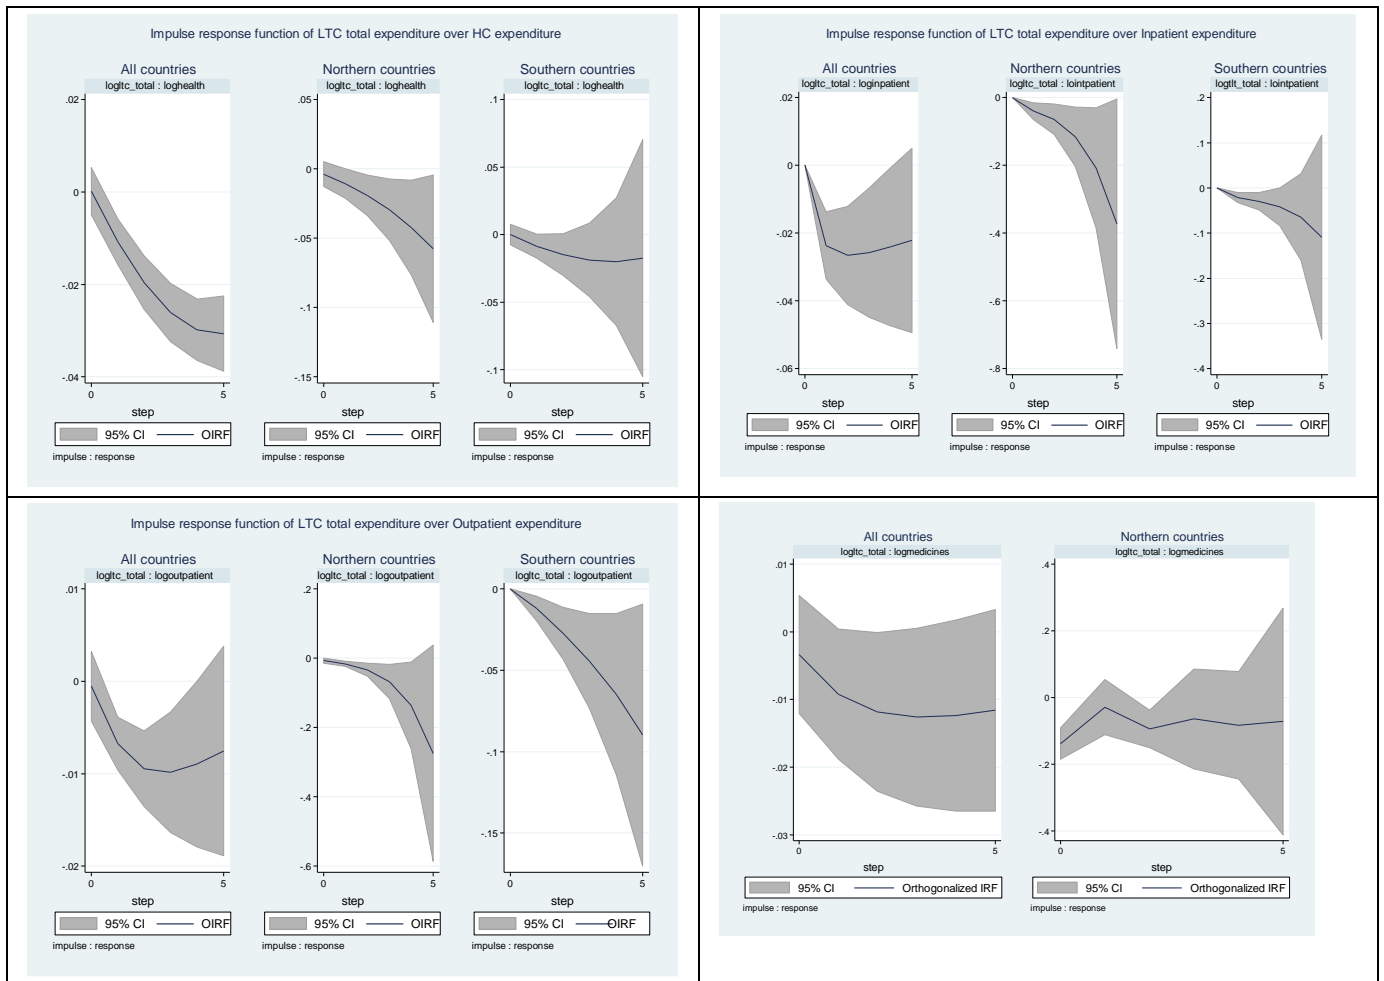 Impulse response function of LTC total expenditure over HC expenditure
All countries
logltc_total : loghealth
.02
0
-.02
-.04
0
5
step
95% CI
OIRF
impulse : response
Northern countries
logltc_total : loghealth
.05
0
-.05
-.1
-.15
0
5
step
95% CI
OIRF
impulse : response
Southern countries
logltc_total : loghealth
.1
.05
0
-.05
-.1
0
5
step
95% CI
OIRF
impulse : response
Impulse response function of LTC total expenditure over Inpatient expenditure
All countries
logltc_total : loginpatient
.02
0
-.02
-.04
-.06
0
5
step
95% CI
OIRF
impulse : response
Northern countries
logltc_total : lointpatient
0
-.2
-.4
-.6
-.8
0
5
step
95% CI
OIRF
impulse : response
Southern countries
logtlt_total : lointpatient
.2
.1
0
-.1
-.2
-.3
-.4
0
5
step
95% CI
OIRF
impulse : response
Impulse response function of LTC total expenditure over Outpatient expenditure
All countries
logltc_total : logoutpatient
.01
0
-.01
-.02
0
5
step
95% CI
OIRF
impulse : response
Northern countries
logltc_total : logoutpatient
.2
0
-.2
-.4
-.6
0
5
step
95% CI
OIRF
impulse : response
Southern countries
logltc_total : logoutpatient
0
-.05
-.1
-.15
0
5
step
95% CI
OIRF
impulse : response
All countries
logltc_total : logmedicines
.01
0
-.01
-.02
-.03
0
5
step
95% CI
Orthogonalized IRF
impulse : response
Northern countries
logltc_total : logmedicines
.4
.2
0
-.2
-.4
0
5
step
95% CI
Orthogonalized IRF
impulse : response